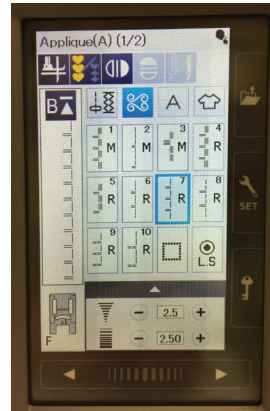 Applique(A) (1/2)
B
A
1 M
2 M
3 M
4 R
5 R
6 R
7 R
8 R
9 R
10 R
L.S
SET
F
− 2.5 +
− 2.50 +